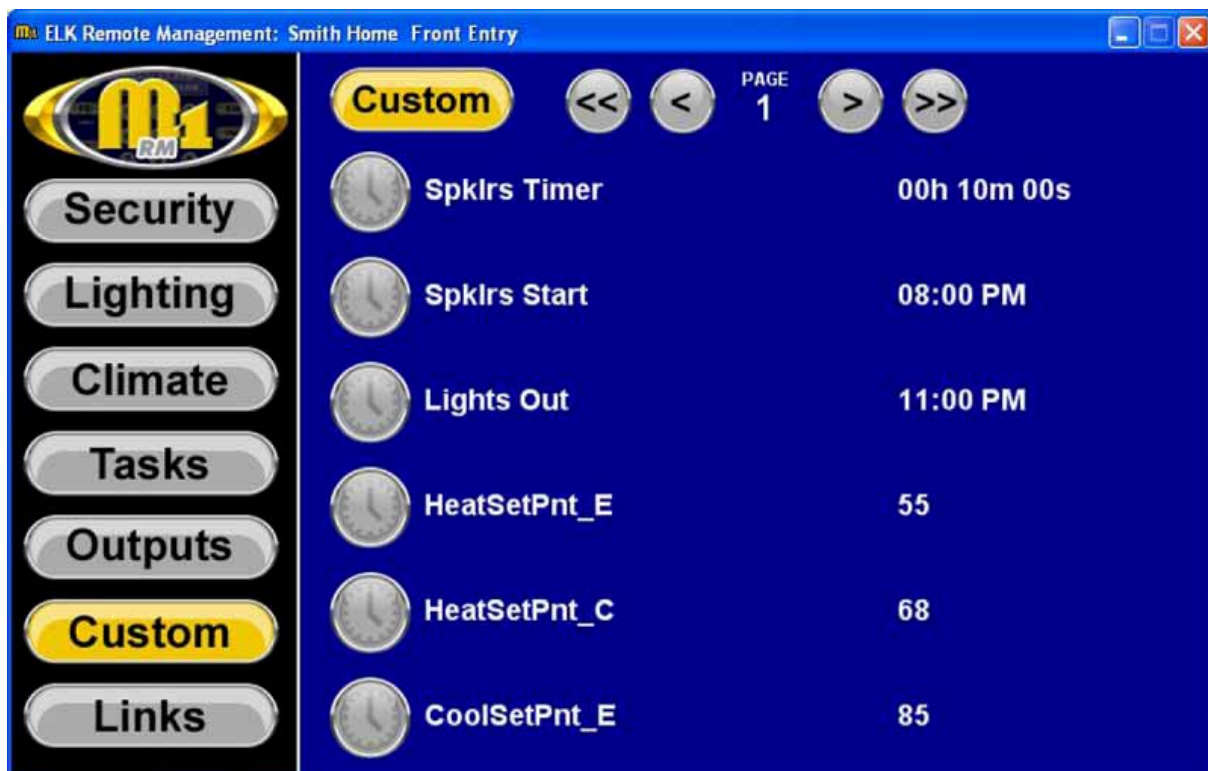 M1 ELK Remote Management: Smith Home Front Entry
M1
RM
Security
Lighting
Climate
Tasks
Outputs
Custom
Links
Custom << < PAGE 1 > >>
Spklrs Timer 00h 10m 00s
Spklrs Start 08:00 PM
Lights Out 11:00 PM
HeatSetPnt_E 55
HeatSetPnt_C 68
CoolSetPnt_E 85